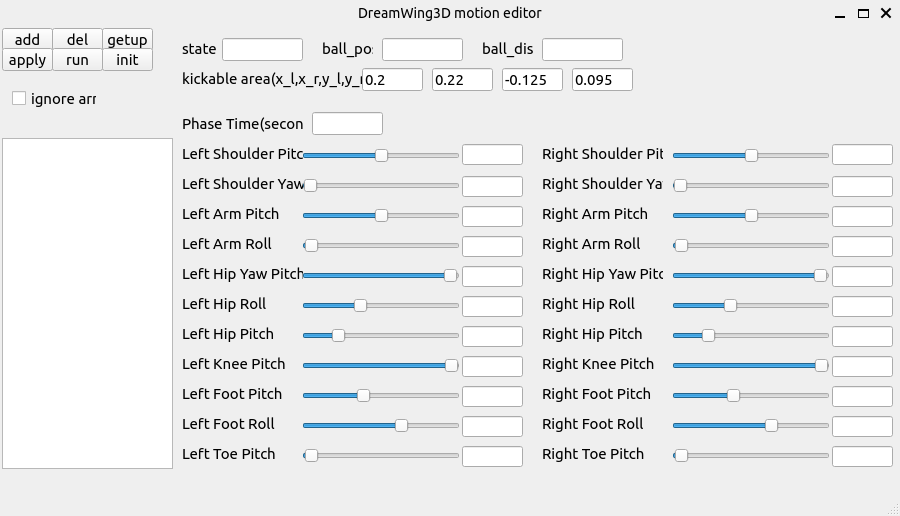 DreamWing3D motion editor
add del getup
apply run init
state ball_po: ball_dis
kickable area(x_l,x_r,y_l,y_r 0.2 0.22 -0.125 0.095
ignore arr
Phase Time(secon
Left Shoulder Pitc Right Shoulder Pit
Left Shoulder Yaw Right Shoulder Ya
Left Arm Pitch Right Arm Pitch
Left Arm Roll Right Arm Roll
Left Hip Yaw Pitch Right Hip Yaw Pitc
Left Hip Roll Right Hip Roll
Left Hip Pitch Right Hip Pitch
Left Knee Pitch Right Knee Pitch
Left Foot Pitch Right Foot Pitch
Left Foot Roll Right Foot Roll
Left Toe Pitch Right Toe Pitch